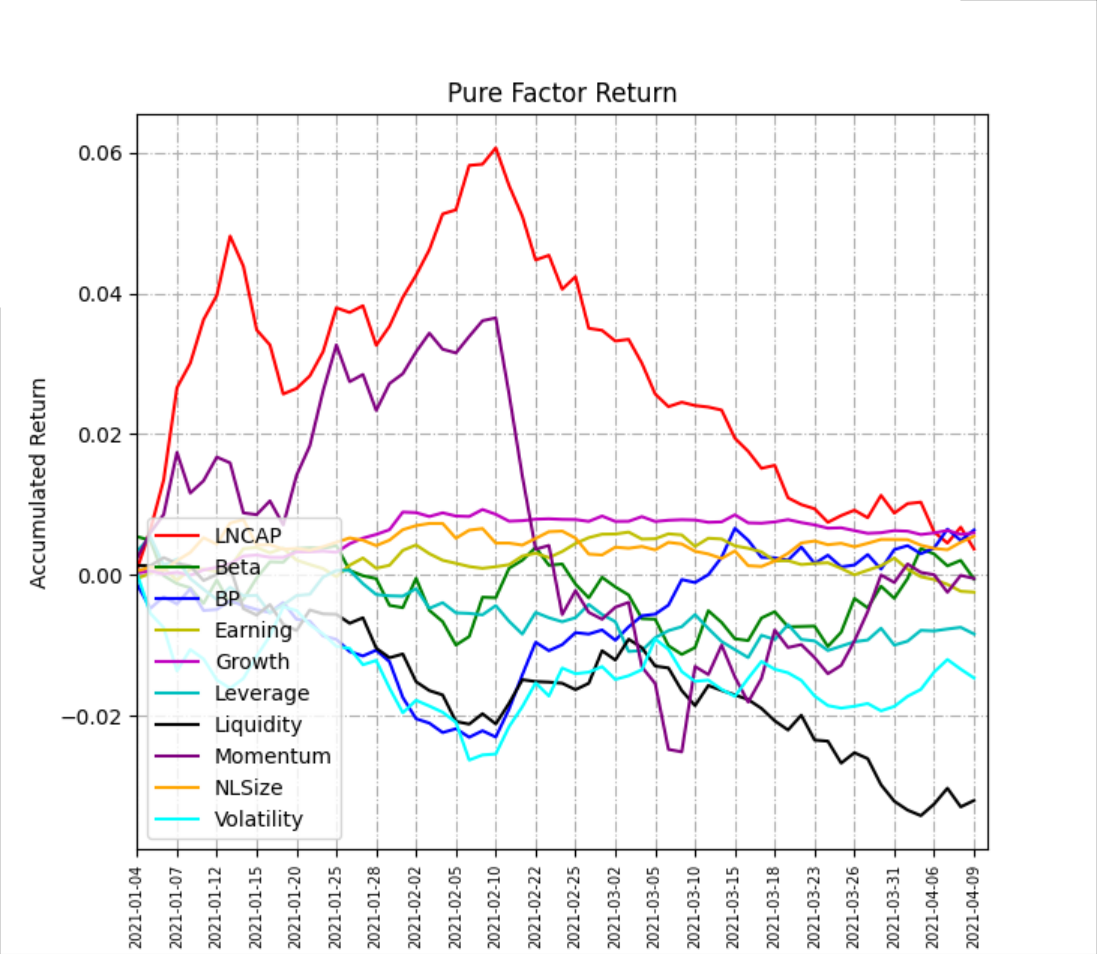 Pure Factor Return
Accumulated Return
0.06
0.04
0.02
0.00
−0.02
LNCAP
Beta
BP
Earning
Growth
Leverage
Liquidity
Momentum
NLSize
Volatility
2021-01-04
2021-01-07
2021-01-12
2021-01-15
2021-01-20
2021-01-25
2021-01-28
2021-02-02
2021-02-05
2021-02-10
2021-02-22
2021-02-25
2021-03-02
2021-03-05
2021-03-10
2021-03-15
2021-03-18
2021-03-23
2021-03-26
2021-03-31
2021-04-06
2021-04-09